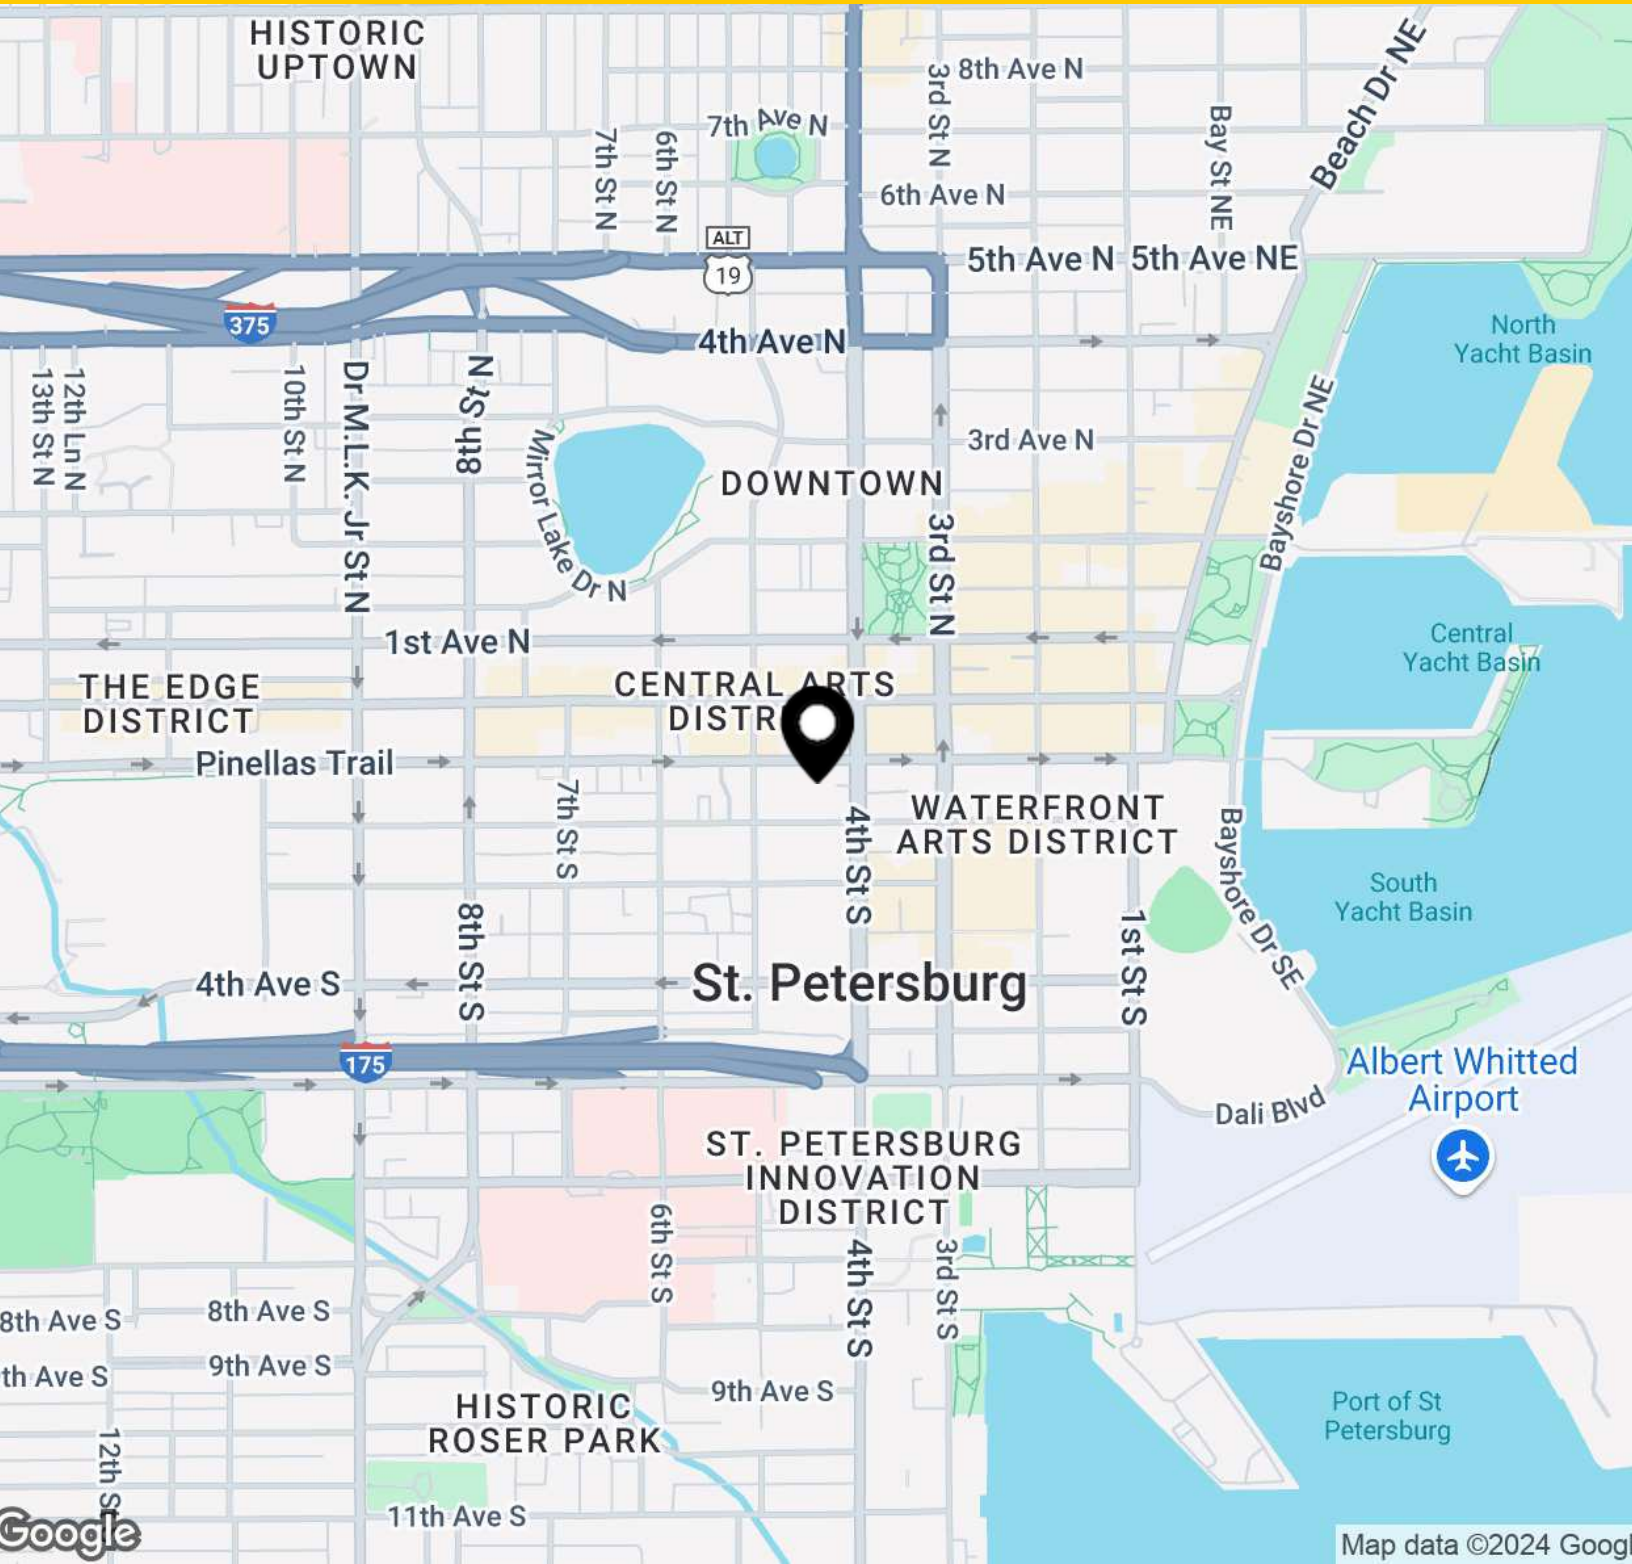 HISTORIC
UPTOWN
8th Ave N
3rd St N
Beach Dr NE
7th Ave N
7th St N
6th St N
Bay St NE
6th Ave N
ALT
19
5th Ave N
5th Ave NE
375
4th Ave N
North
Yacht Basin
13th St N
12th Ln N
10th St N
Dr M.L.K. Jr St N
8th St N
Mirror Lake Dr N
3rd Ave N
Bayshore Dr NE
DOWNTOWN
3rd St N
1st Ave N
Central
Yacht Basin
THE EDGE
DISTRICT
CENTRAL ARTS
DISTR
Pinellas Trail
7th St S
4th St S
WATERFRONT
ARTS DISTRICT
Bayshore Dr SE
South
Yacht Basin
8th St S
1st St S
4th Ave S
St. Petersburg
175
Albert Whitted
Airport
Dali Blvd
ST. PETERSBURG
INNOVATION
DISTRICT
6th St S
4th St S
3rd St S
8th Ave S
8th Ave S
9th Ave S
th Ave S
9th Ave S
HISTORIC
ROSER PARK
Port of St
Petersburg
12th St
11th Ave S
Google
Map data ©2024 Googl